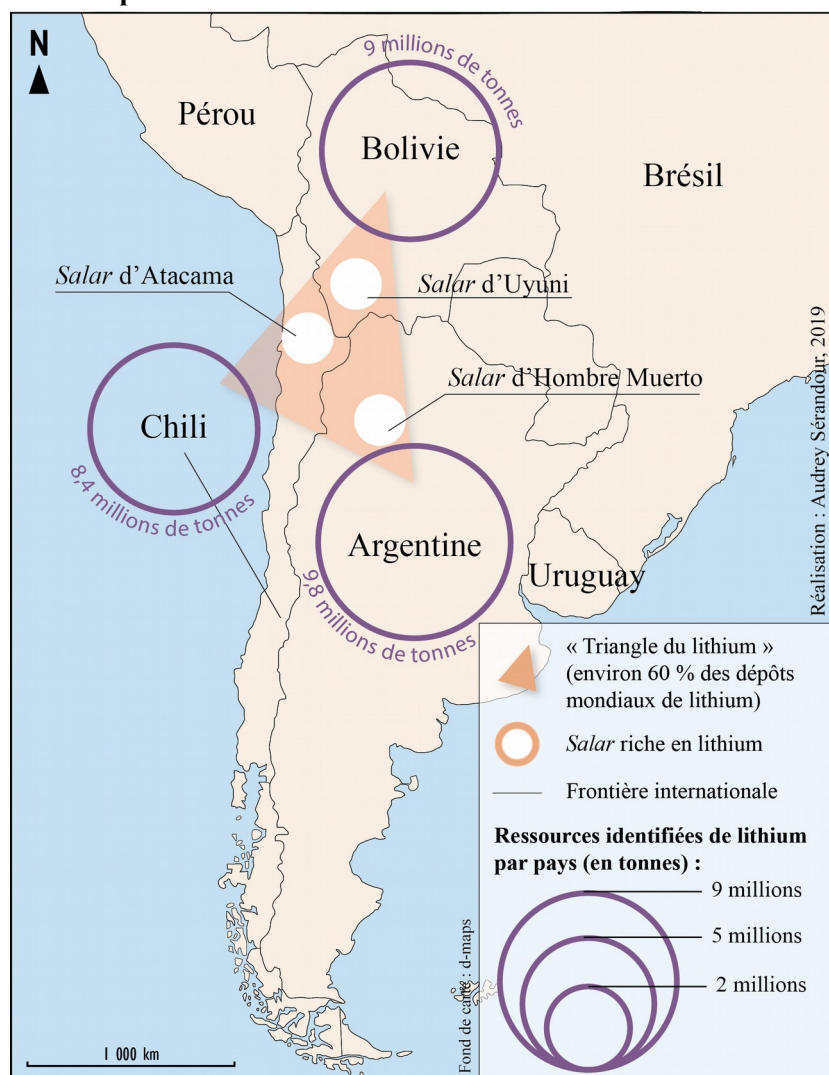 N
9 millions de tonnes
Pérou
Bolivie
Brésil
Salar d’Atacama
Salar d’Uyuni
Salar d’Hombre Muerto
Chili
8,4 millions de tonnes
Argentine
9,8 millions de tonnes
Uruguay
Réalisation : Audrey Sérandour, 2019
« Triangle du lithium »
(environ 60 % des dépôts
mondiaux de lithium)
Salar riche en lithium
Frontière internationale
Ressources identifiées de lithium
par pays (en tonnes) :
9 millions
5 millions
2 millions
Fond de carte : d-maps
1 000 km